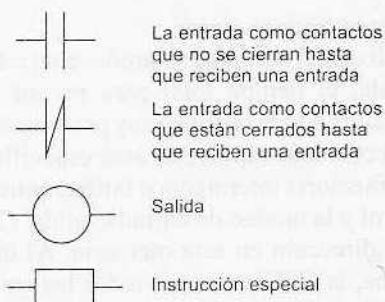 La entrada como contactos
que no se cierran hasta
que reciben una entrada
La entrada como contactos
que están cerrados hasta
que reciben una entrada
Salida
Instrucción especial